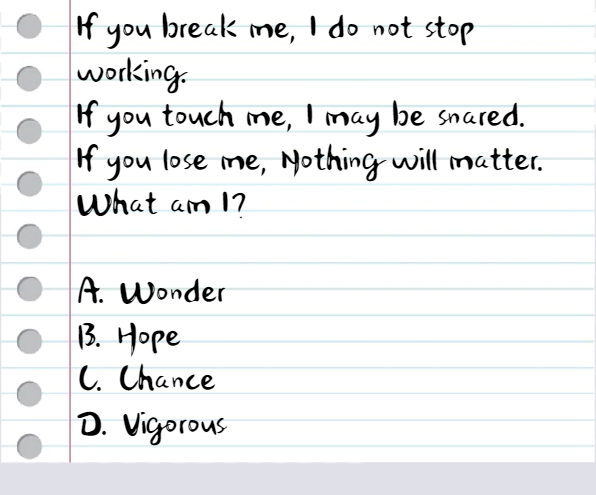 If you break me, I do not stop
working.
If you touch me, I may be snared.
If you lose me, Nothing will matter.
What am I?
A. Wonder
B. Hope
C. Chance
D. Vigorous